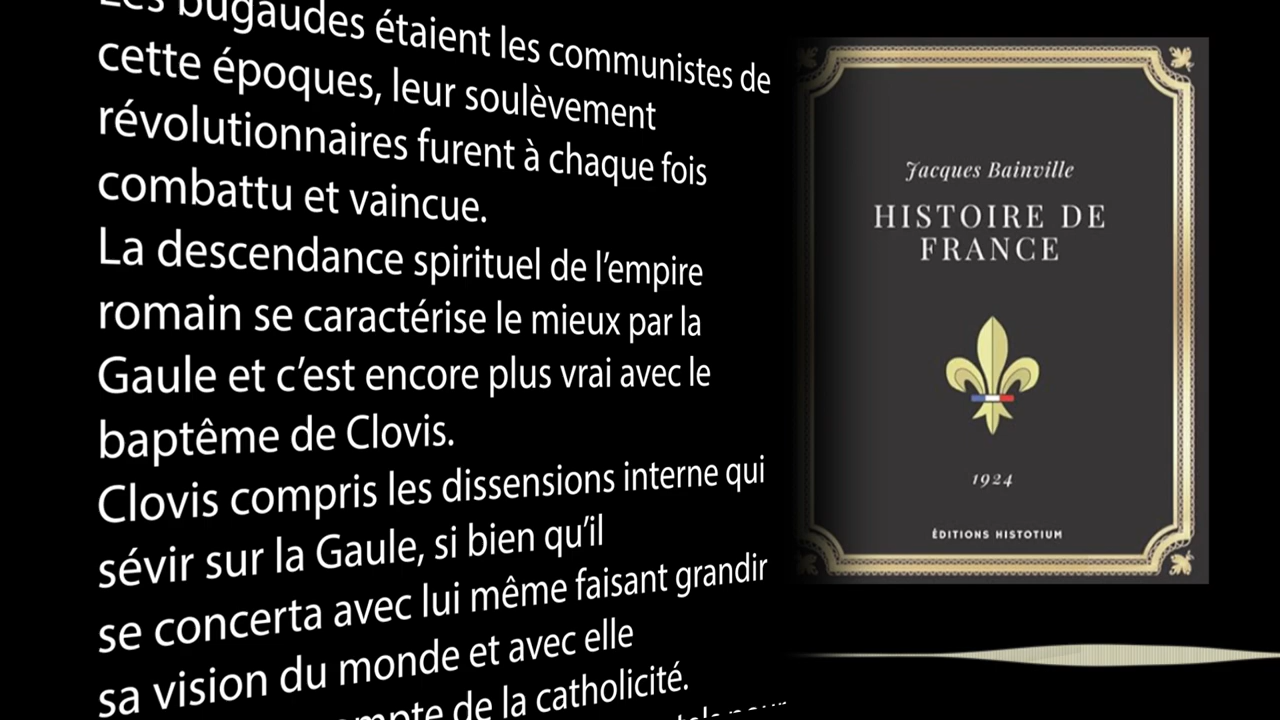 Les bugaudes étaient les communistes de
cette époques, leur soulèvement
révolutionnaires furent à chaque fois
combattu et vaincue.
La descendance spirituel de l'empire
romain se caractérise le mieux par la
Gaule et c'est encore plus vrai avec le
baptême de Clovis.
Clovis compris les dissensions interne qui
sévir sur la Gaule, si bien qu'il
se concerta avec lui même faisant grandir
sa vision du monde et avec elle
de la catholicité.
Jacques Bainville
HISTOIRE DE
FRANCE
1924
ÉDITIONS HISTOTIUM